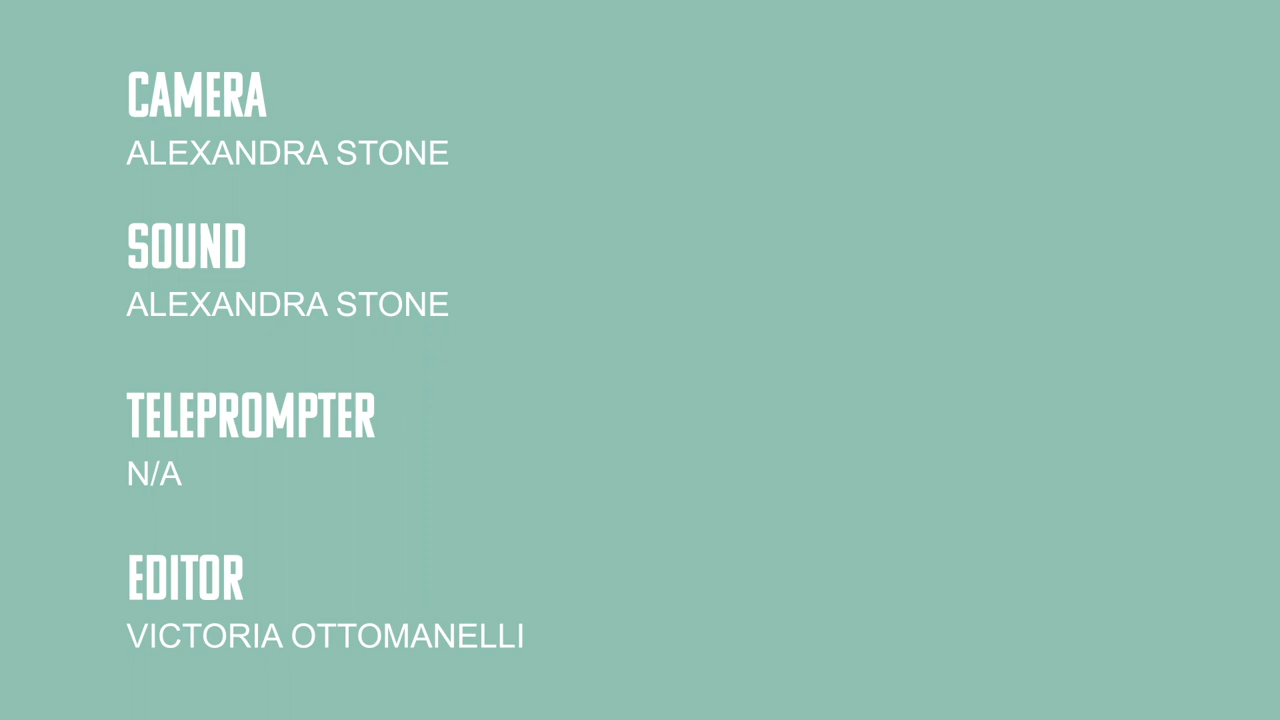 CAMERA
ALEXANDRA STONE
SOUND
ALEXANDRA STONE
TELEPROMPTER
N/A
EDITOR
VICTORIA OTTOMANELLI